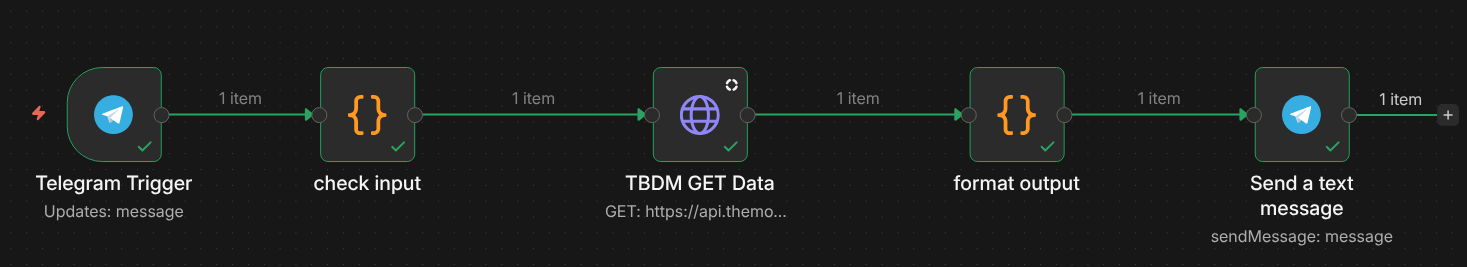 1 item
1 item
1 item
1 item
1 item
{}
{}
Telegram Trigger
Updates: message
check input
TBDM GET Data
GET: https://api.themo...
format output
Send a text
message
sendMessage: message